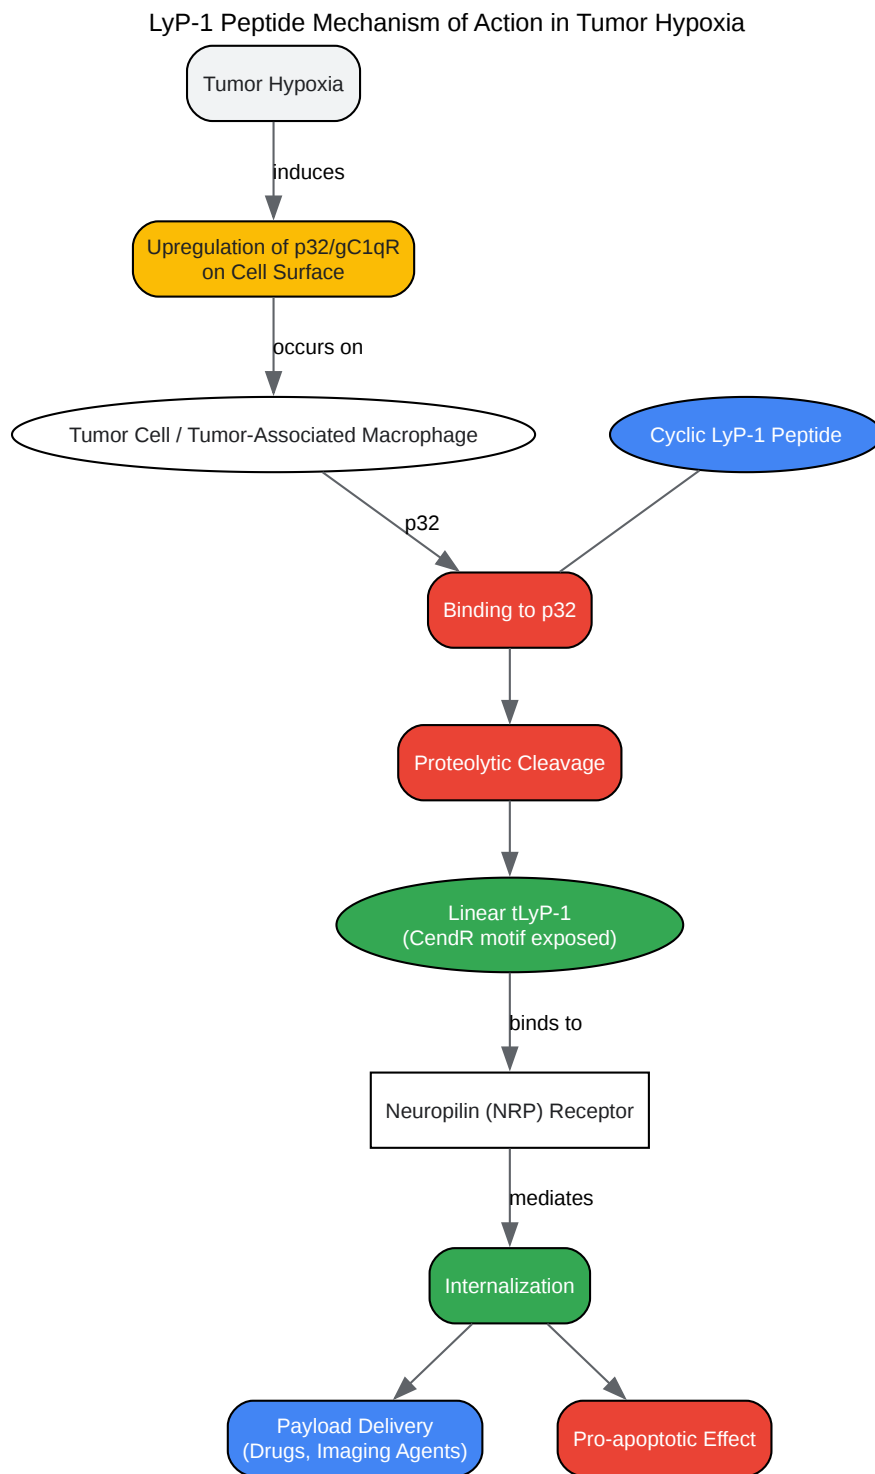 LyP-1 Peptide Mechanism of Action in Tumor Hypoxia
Tumor Hypoxia
induces
Upregulation of p32/gC1qR
on Cell Surface
occurs on
Tumor Cell / Tumor-Associated Macrophage
Cyclic LyP-1 Peptide
p32
Binding to p32
Proteolytic Cleavage
Linear tLyP-1
(CendR motif exposed)
binds to
Neuropilin (NRP) Receptor
mediates
Internalization
Payload Delivery
(Drugs, Imaging Agents)
Pro-apoptotic Effect